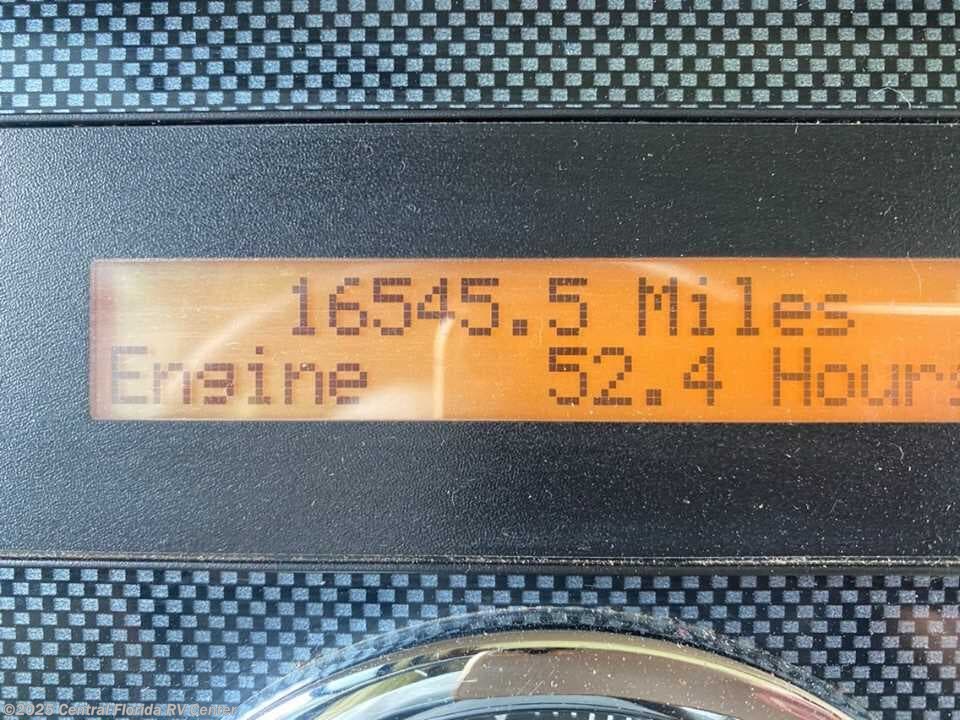 16545.5 Miles
Engine 52.4 Hours
©2025 Central Florida RV Center